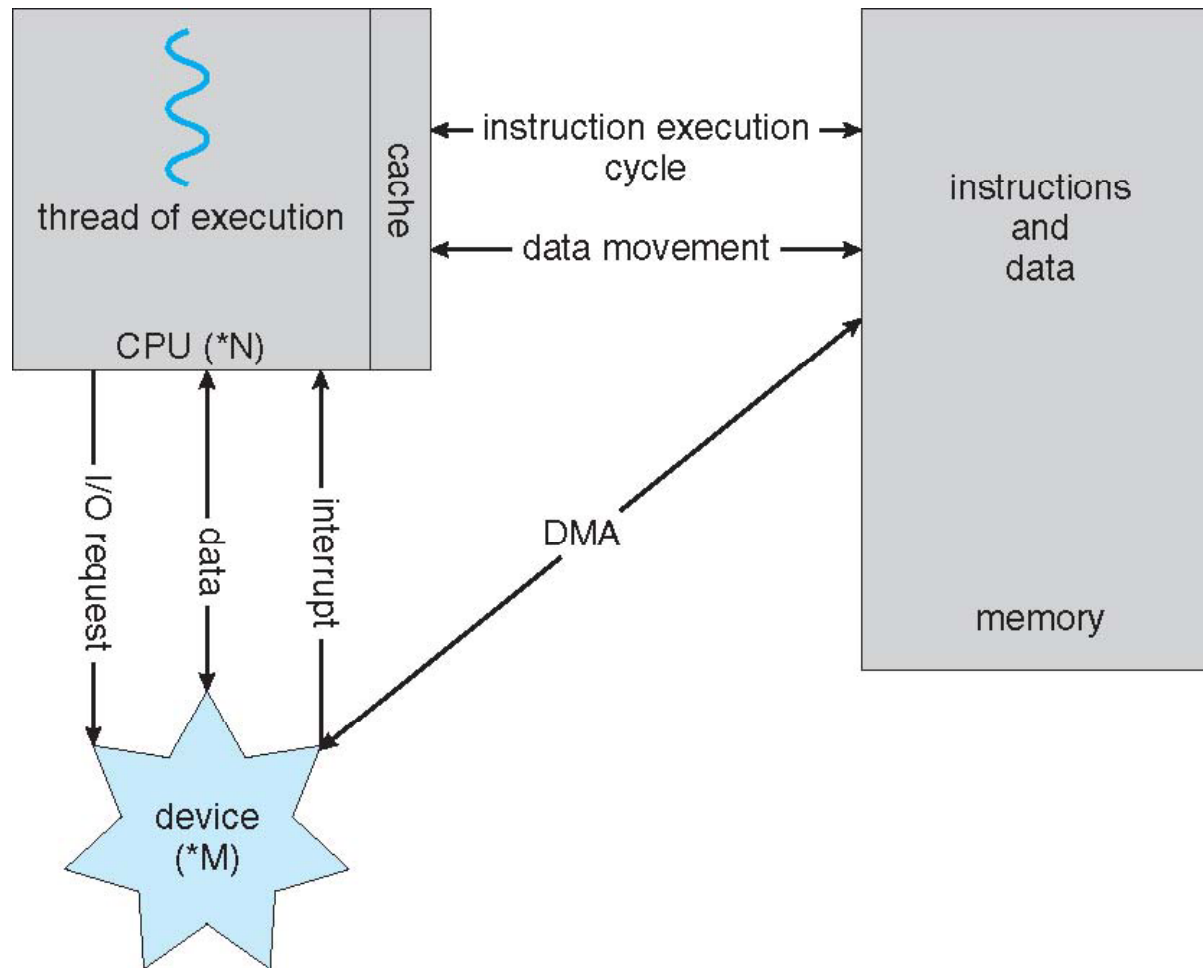 thread of execution
cache
CPU (*N)
instruction execution
cycle
data movement
instructions
and
data
memory
I/O request
data
interrupt
DMA
device
(*M)